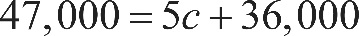 47,000 = 5c + 36,000